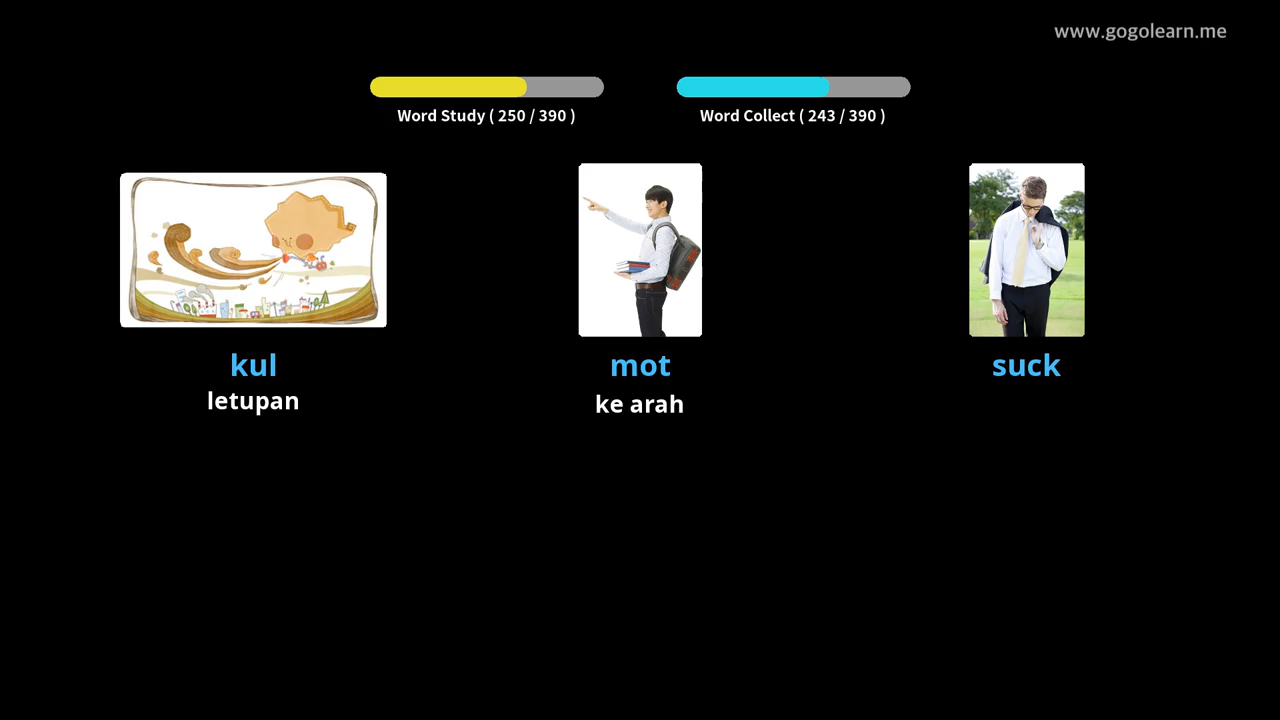 www.gogolearn.me
Word Study ( 250 / 390 )
Word Collect ( 243 / 390 )
kul
letupan
mot
ke arah
suck